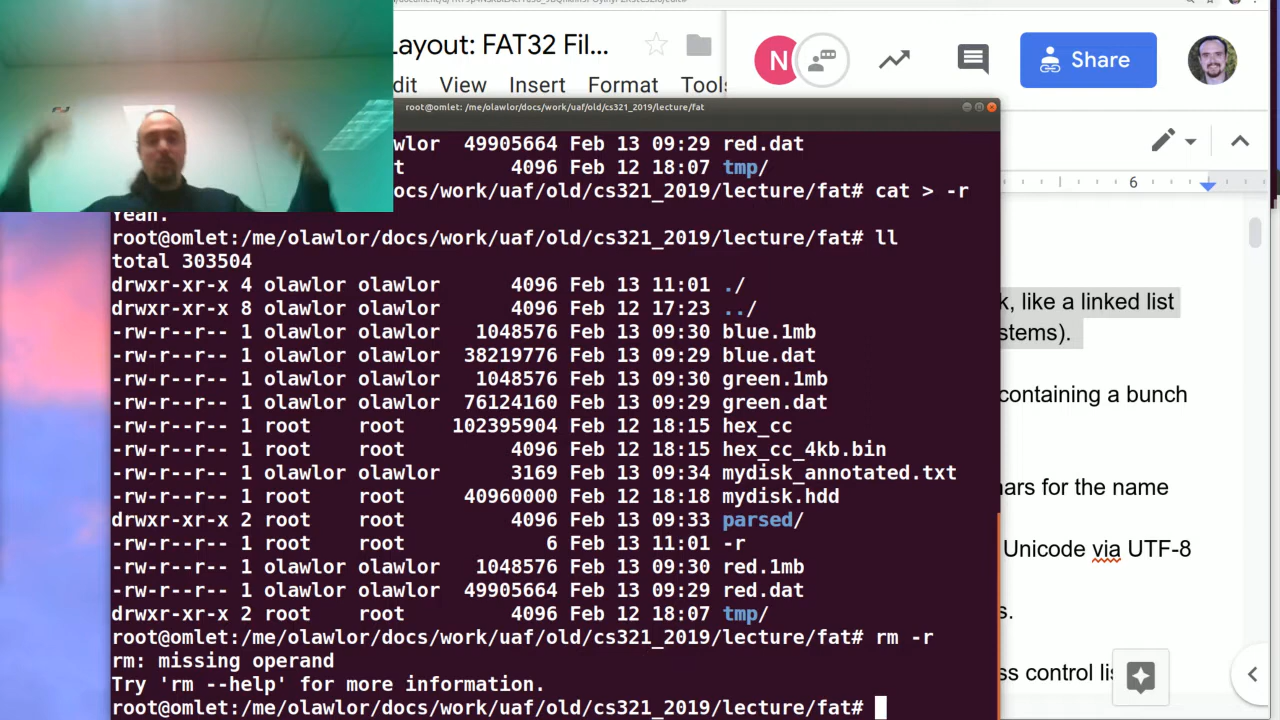 Layout: FAT32 Fil...
N
Share
dit View Insert Format Tools
root@omlet: /me/olawlor/docs/work/uaf/old/cs321_2019/lecture/fat
wlor 49905664 Feb 13 09:29 red.dat
t 4096 Feb 12 18:07 tmp/
docs/work/uaf/old/cs321_2019/lecture/fat# cat > -r
6
Yeah.
root@omlet:/me/olawlor/docs/work/uaf/old/cs321_2019/lecture/fat# ll
total 303504
drwxr-xr-x 4 olawlor olawlor 4096 Feb 13 11:01 ./
drwxr-xr-x 8 olawlor olawlor 4096 Feb 12 17:23 ../
-rw-r--r-- 1 olawlor olawlor 1048576 Feb 13 09:30 blue.1mb
-rw-r--r-- 1 olawlor olawlor 38219776 Feb 13 09:29 blue.dat
-rw-r--r-- 1 olawlor olawlor 1048576 Feb 13 09:30 green.1mb
-rw-r--r-- 1 olawlor olawlor 76124160 Feb 13 09:29 green.dat
-rw-r--r-- 1 root root 102395904 Feb 12 18:15 hex_cc
-rw-r--r-- 1 root root 4096 Feb 12 18:15 hex_cc_4kb.bin
-rw-r--r-- 1 olawlor olawlor 3169 Feb 13 09:34 mydisk_annotated.txt
-rw-r--r-- 1 root root 40960000 Feb 12 18:18 mydisk.hdd
drwxr-xr-x 2 root root 4096 Feb 13 09:33 parsed/
-rw-r--r-- 1 root root 6 Feb 13 11:01 -r
-rw-r--r-- 1 olawlor olawlor 1048576 Feb 13 09:30 red.1mb
-rw-r--r-- 1 olawlor olawlor 49905664 Feb 13 09:29 red.dat
drwxr-xr-x 2 root root 4096 Feb 12 18:07 tmp/
root@omlet:/me/olawlor/docs/work/uaf/old/cs321_2019/lecture/fat# rm -r
rm: missing operand
Try 'rm --help' for more information.
root@omlet:/me/olawlor/docs/work/uaf/old/cs321_2019/lecture/fat#
k, like a linked list
stems).
containing a bunch
hars for the name
Unicode via UTF-8
s.
ss control lis